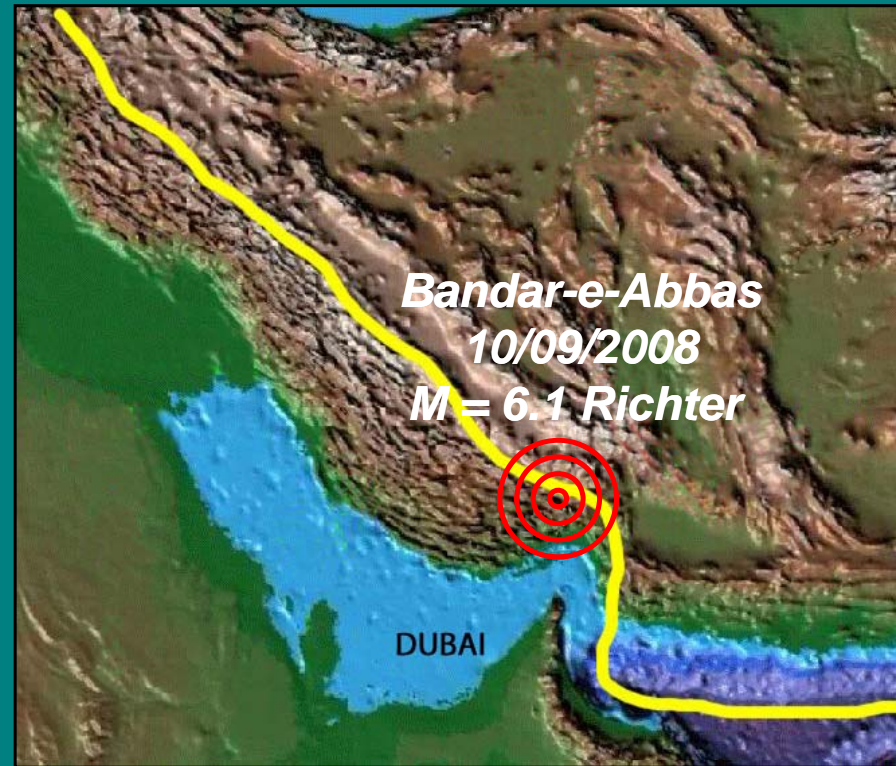 Bandar-e-Abbas
10/09/2008
M = 6.1 Richter
DUBAI